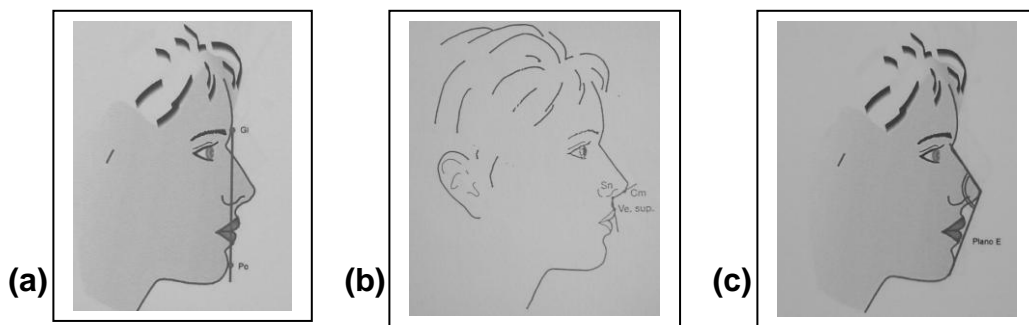 (a)
Gl
Po
(b)
Sn
Cm
Ve. sup.
(c)
Plano E